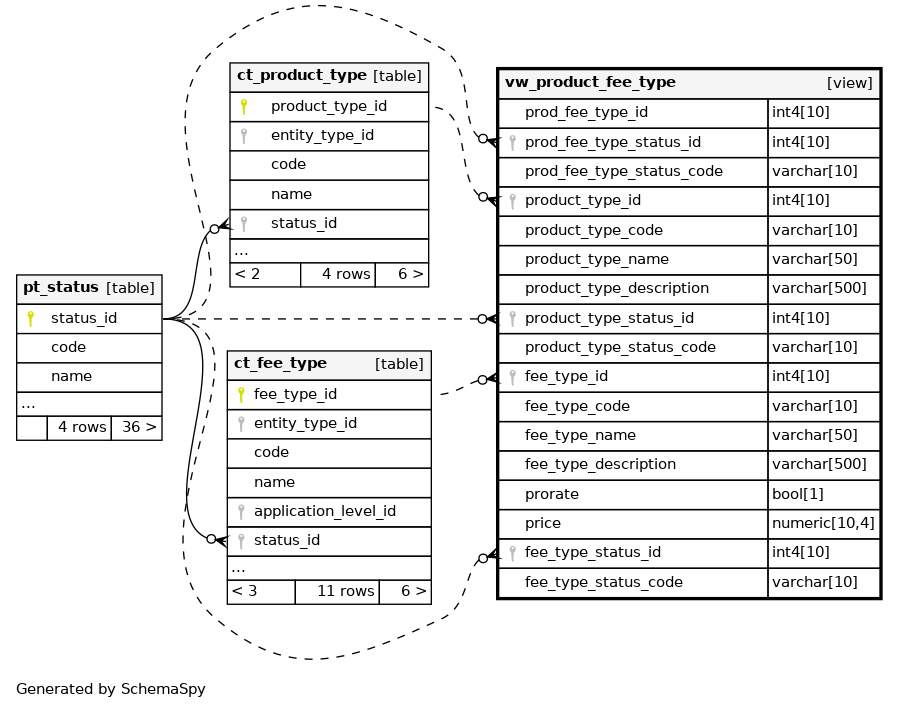 ct_product_type [table]
product_type_id
entity_type_id
code
name
status_id
...
< 2 4 rows 6 >
pt_status [table]
status_id
code
name
...
4 rows 36 >
ct_fee_type [table]
fee_type_id
entity_type_id
code
name
application_level_id
status_id
...
< 3 11 rows 6 >
vw_product_fee_type [view]
prod_fee_type_id int4[10]
prod_fee_type_status_id int4[10]
prod_fee_type_status_code varchar[10]
product_type_id int4[10]
product_type_code varchar[10]
product_type_name varchar[50]
product_type_description varchar[500]
product_type_status_id int4[10]
product_type_status_code varchar[10]
fee_type_id int4[10]
fee_type_code varchar[10]
fee_type_name varchar[50]
fee_type_description varchar[500]
prorate bool[1]
price numeric[10,4]
fee_type_status_id int4[10]
fee_type_status_code varchar[10]
Generated by SchemaSpy